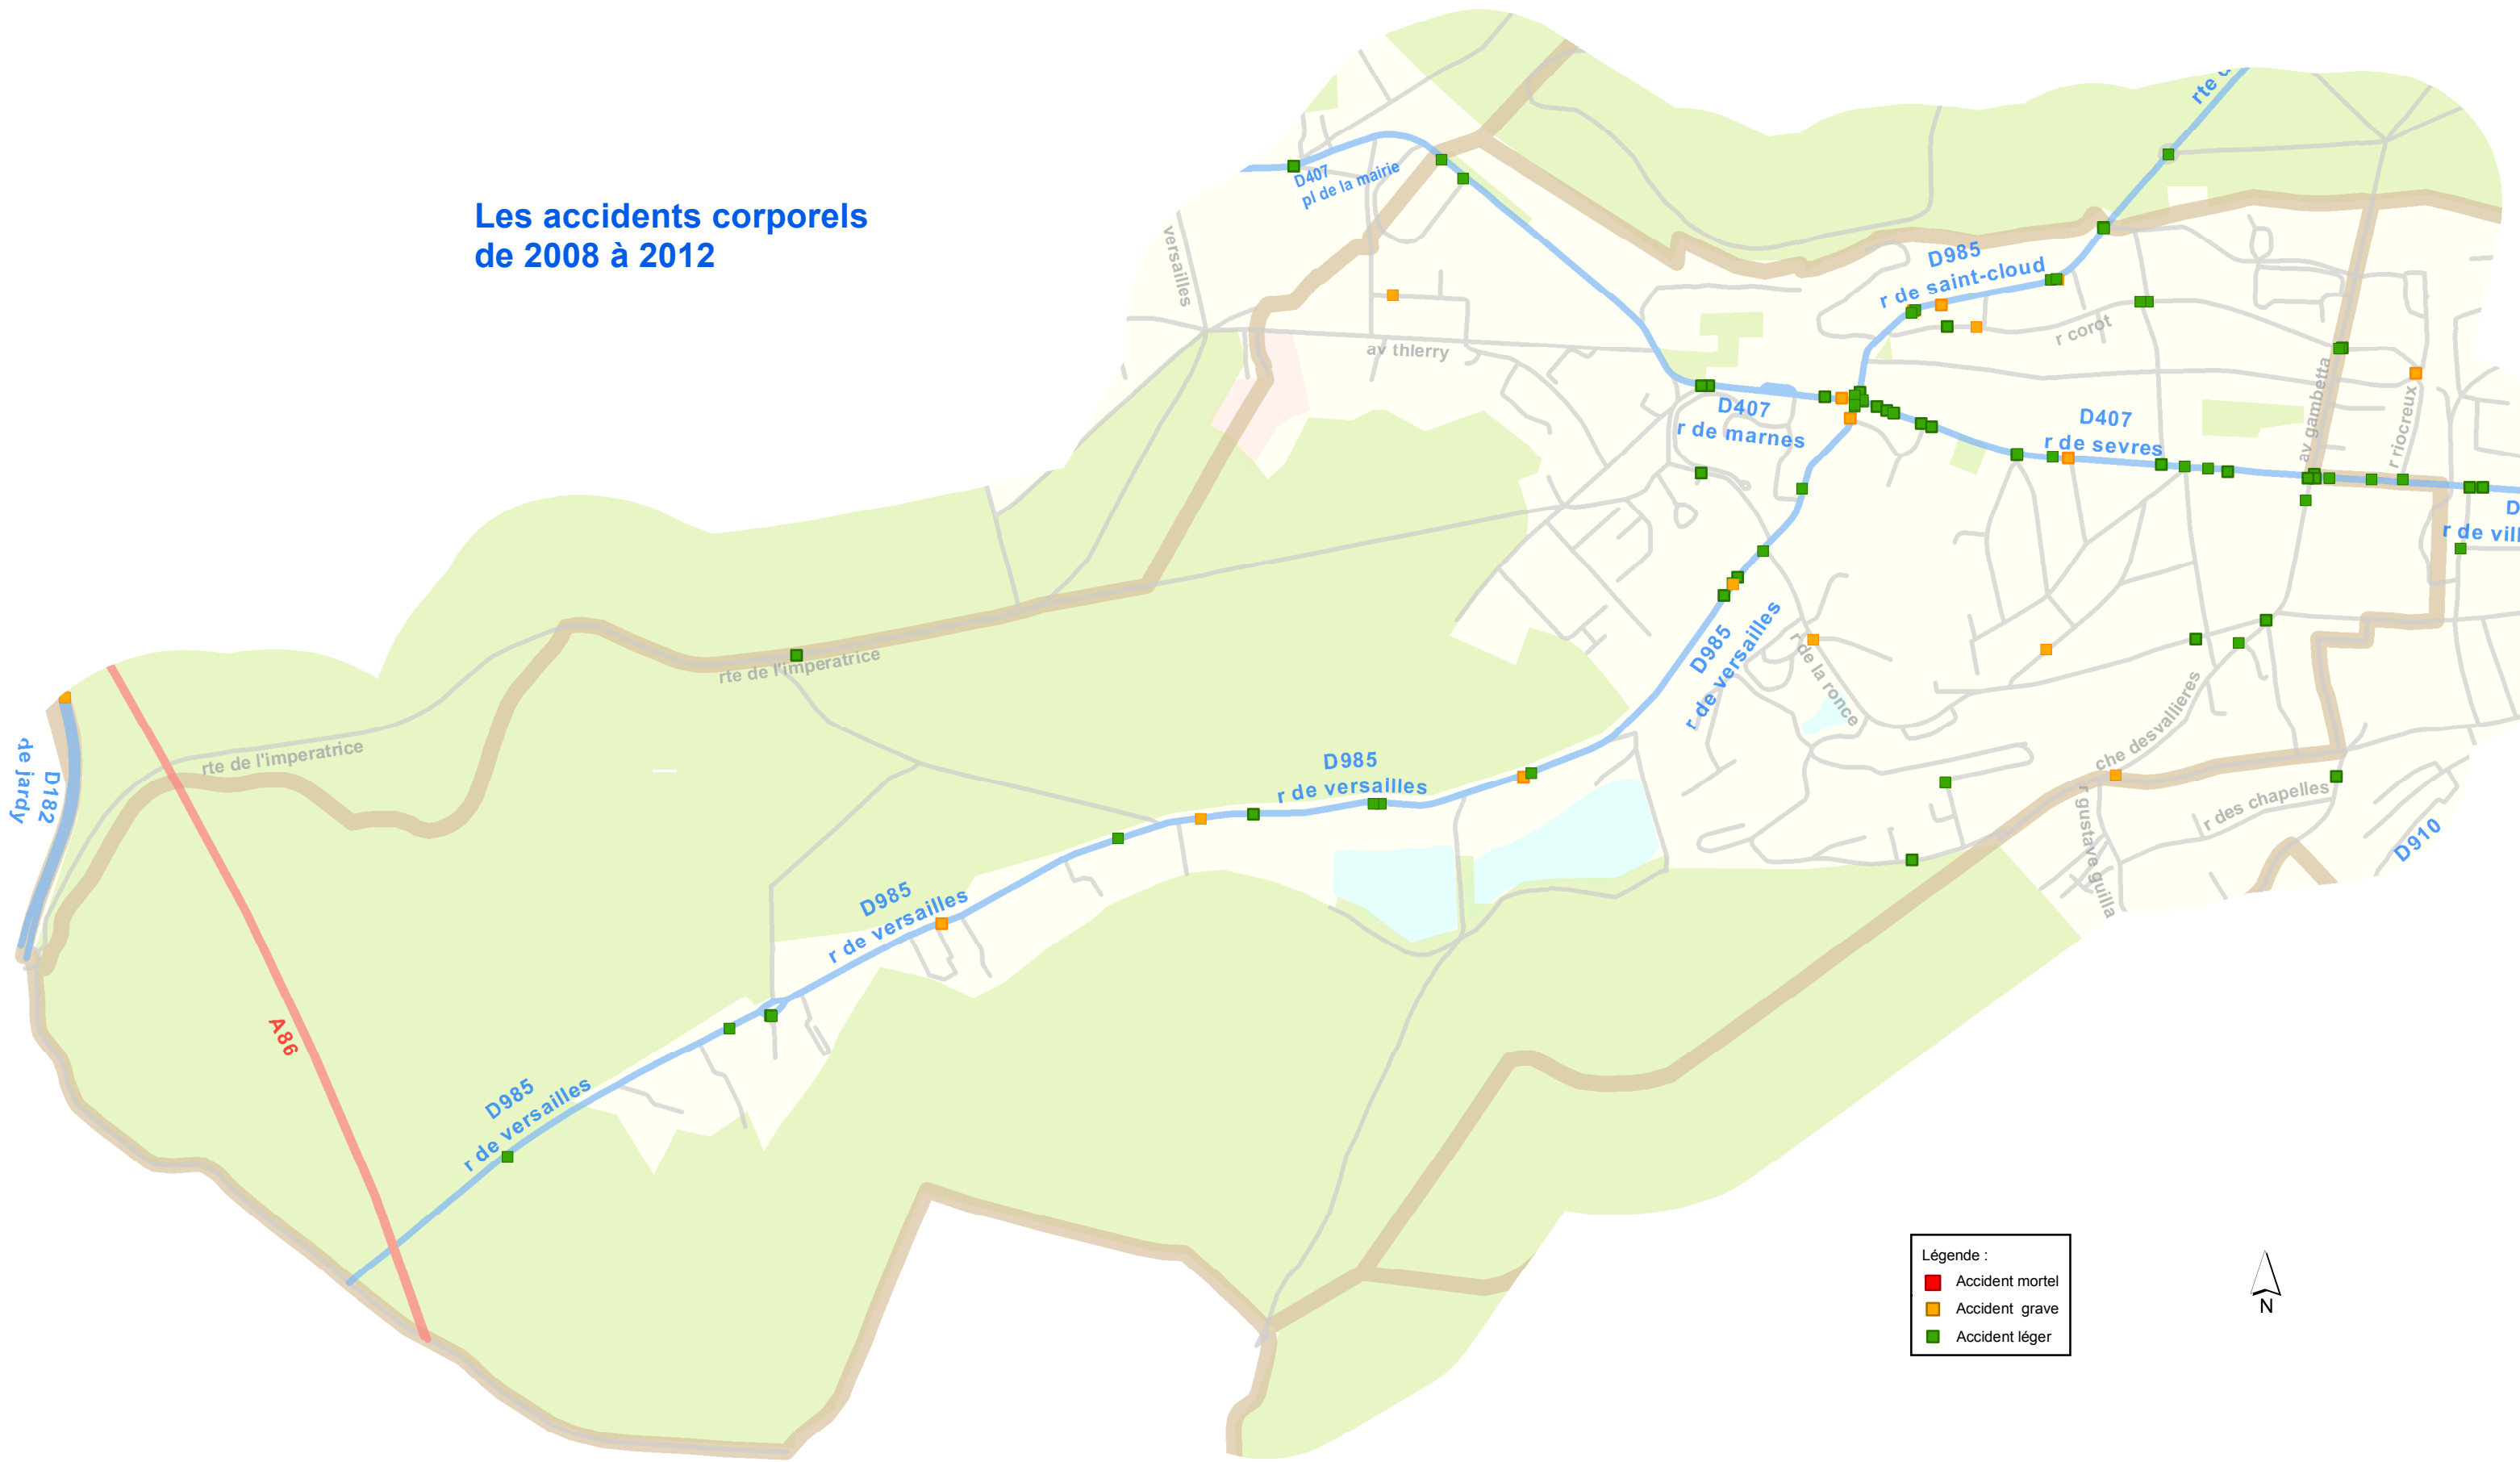 Les accidents corporels
de 2008 à 2012
D407
pl de la mairie
versailles
av thierry
D985
r de saint-cloud
r corot
D407
r de marnes
D407
r de sevres
av gambetta
r riocreux
D985
r de versailles
r de la ronce
che desvallieres
r des chapelles
r gustave guilla
D910
rte de l'imperatrice
rte de l'imperatrice
D182
de jardy
A86
D985
r de versailles
D985
r de versailles
D985
r de versailles
Légende :
Accident mortel
Accident grave
Accident léger
N